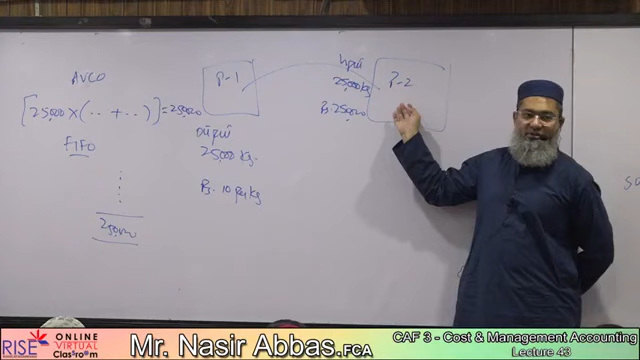 AVCO
[25,000 x (.. + ..)] = 25,000
FIFO
25,000
P-1
Output
25,000 Kg.
Rs. 10 per Kg
Input
25,000 kg
Rs. 250,000
P-2
RISE
ONLINE
VIRTUAL
Classroom
Mr. Nasir Abbas.FCA
CAF 3 - Cost & Management Accounting
Lecture 43